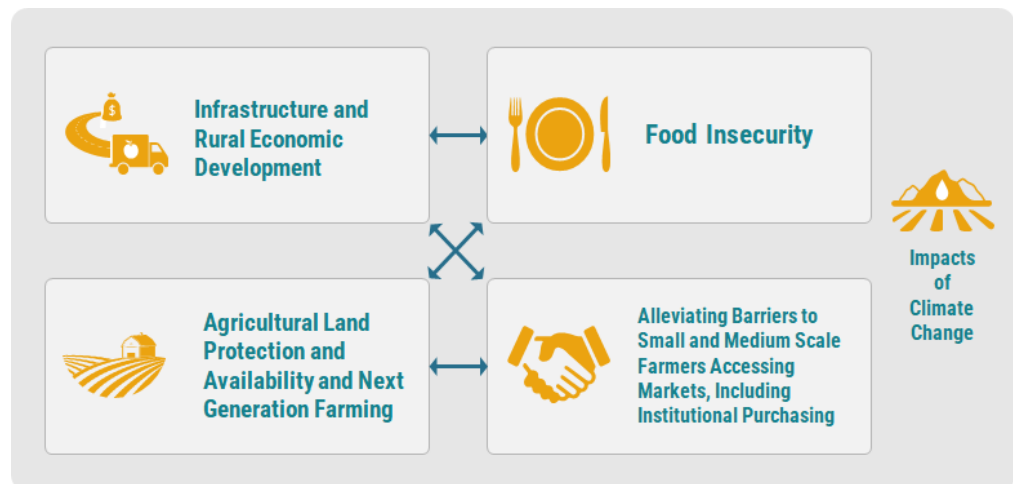 $
Infrastructure and
Rural Economic
Development
Food Insecurity
Agricultural Land
Protection and
Availability and Next
Generation Farming
Alleviating Barriers to
Small and Medium Scale
Farmers Accessing
Markets, Including
Institutional Purchasing
Impacts
of
Climate
Change